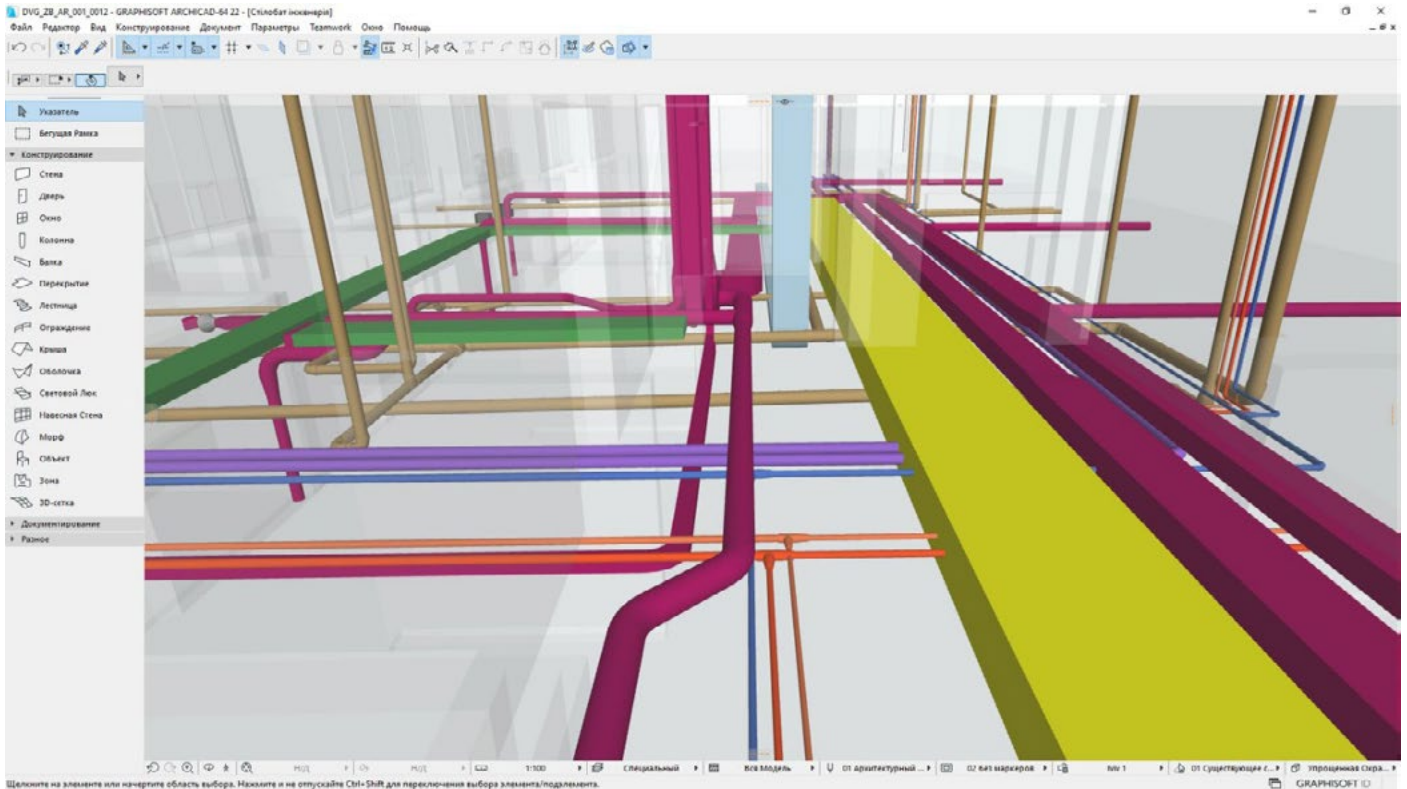 DVG_ZB_AR_001_0012 - GRAPHISOFT ARCHICAD-64 22 - [Стілобат інженерія]
Файл Редактор Вид Конструирование Документ Параметры Teamwork Окно Помощь
Указатель
Бегущая Рамка
Конструирование
Стена
Дверь
Окно
Колонна
Балка
Перекрытие
Лестница
Ограждение
Крыша
Оболочка
Световой Люк
Навесная Стена
Морф
Объект
Зона
3D-сетка
Документирование
Разное
Н/Д Н/Д 1:100 Специальный Вся Модель 01 Архитектурный ... 02 Без маркеров 01 Существующее с... Упрощенная Окра...
Щелкните на элементе или начертите область выбора. Нажмите и не отпускайте Ctrl+Shift для переключения выбора элемента/подэлемента.
GRAPHISOFT ID